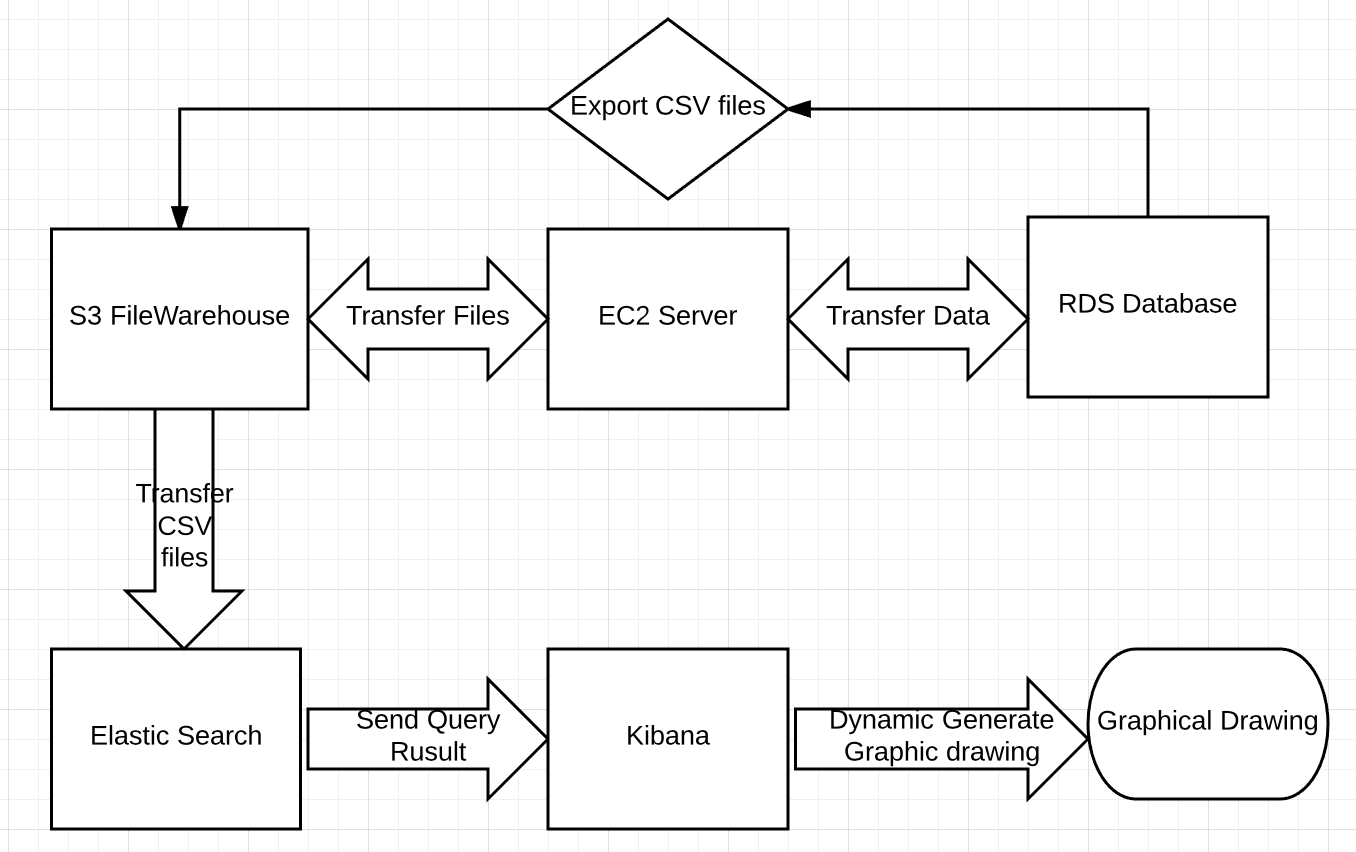 Export CSV files
S3 FileWarehouse
Transfer Files
EC2 Server
Transfer Data
RDS Database
Transfer
CSV
files
Elastic Search
Send Query
Rusult
Kibana
Dynamic Generate
Graphic drawing
Graphical Drawing